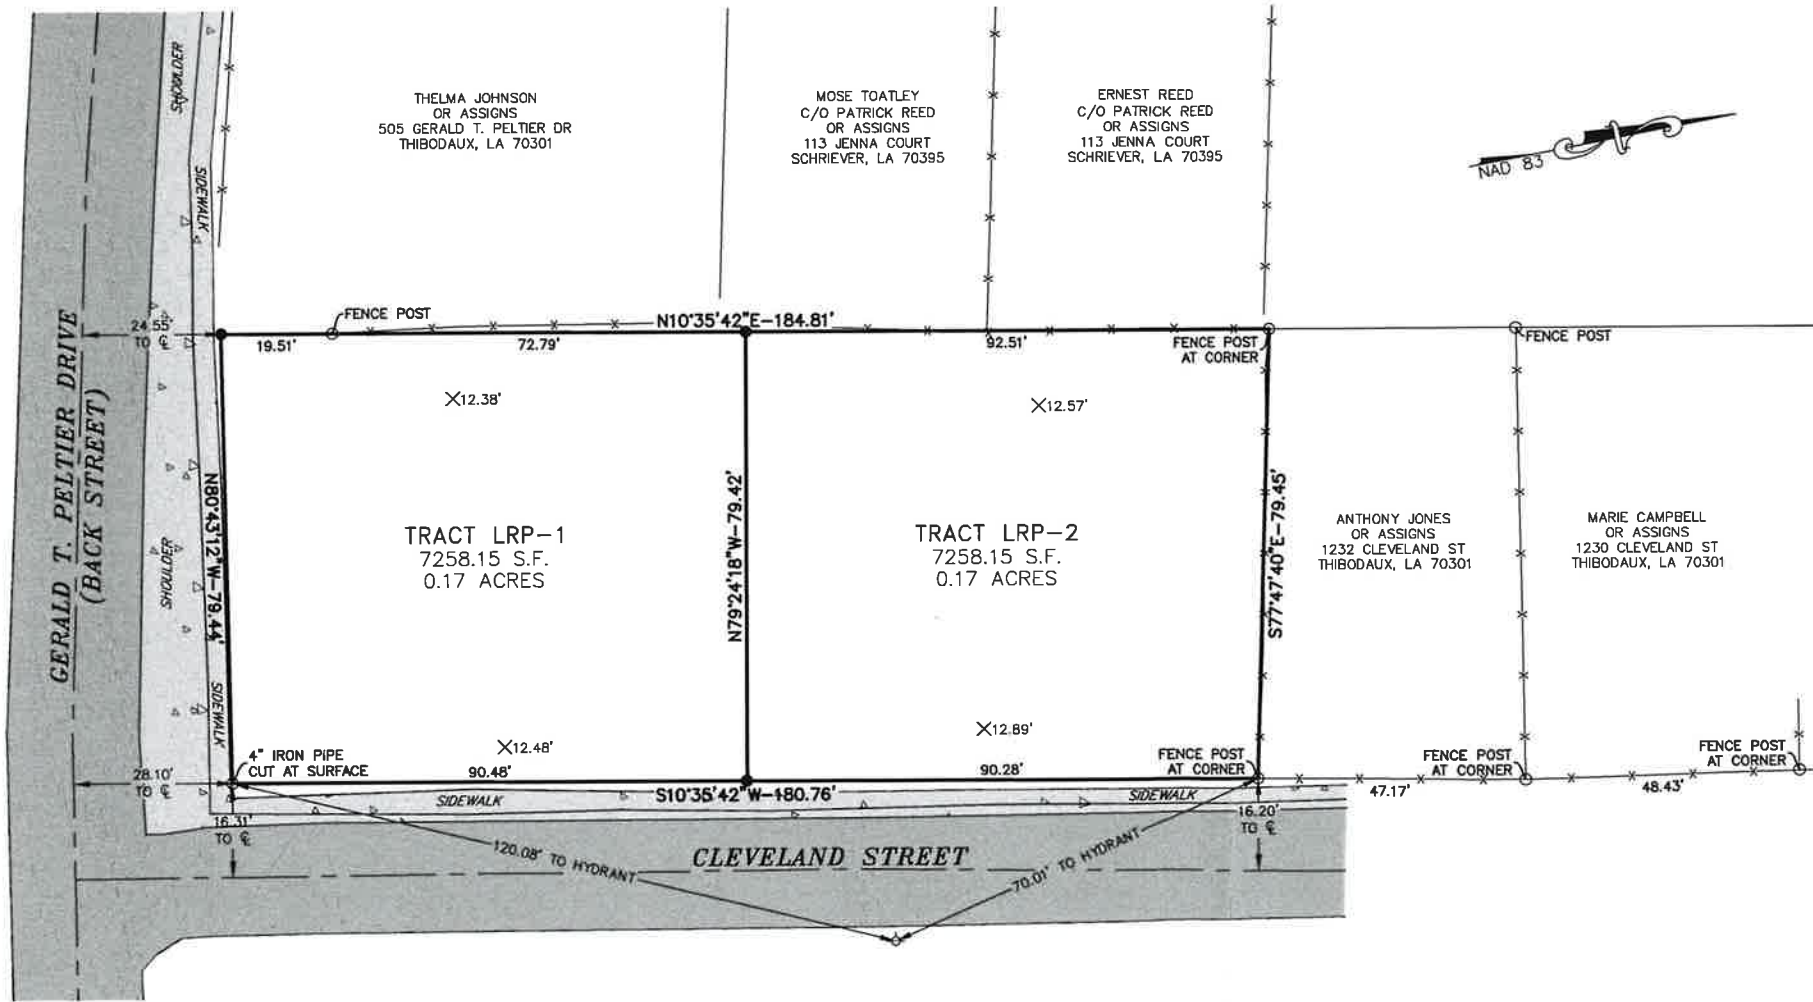 SHOULDER
SIDEWALK
THELMA JOHNSON
OR ASSIGNS
505 GERALD T. PELTIER DR
THIBODAUX, LA 70301
MOSE TOATLEY
C/O PATRICK REED
OR ASSIGNS
113 JENNA COURT
SCHRIEVER, LA 70395
ERNEST REED
C/O PATRICK REED
OR ASSIGNS
113 JENNA COURT
SCHRIEVER, LA 70395
NAD 83
24.55'
TO ℄
FENCE POST
N10°35'42"E-184.81'
19.51'
72.79'
92.51'
FENCE POST
AT CORNER
FENCE POST
12.38'
12.57'
GERALD T. PELTIER DRIVE
(BACK STREET)
SHOULDER
N80°43'12"W-79.44'
SIDEWALK
TRACT LRP-1
7258.15 S.F.
0.17 ACRES
N79°24'18"W-79.42'
TRACT LRP-2
7258.15 S.F.
0.17 ACRES
S77°47'40"E-79.45'
ANTHONY JONES
OR ASSIGNS
1232 CLEVELAND ST
THIBODAUX, LA 70301
MARIE CAMPBELL
OR ASSIGNS
1230 CLEVELAND ST
THIBODAUX, LA 70301
12.48'
12.89'
4" IRON PIPE
CUT AT SURFACE
FENCE POST
AT CORNER
FENCE POST
AT CORNER
FENCE POST
AT CORNER
28.10'
TO ℄
90.48'
90.28'
S10°35'42"W-180.76'
47.17'
48.43'
SIDEWALK
SIDEWALK
16.31'
TO ℄
16.20'
TO ℄
120.08' TO HYDRANT
CLEVELAND STREET
70.01' TO HYDRANT